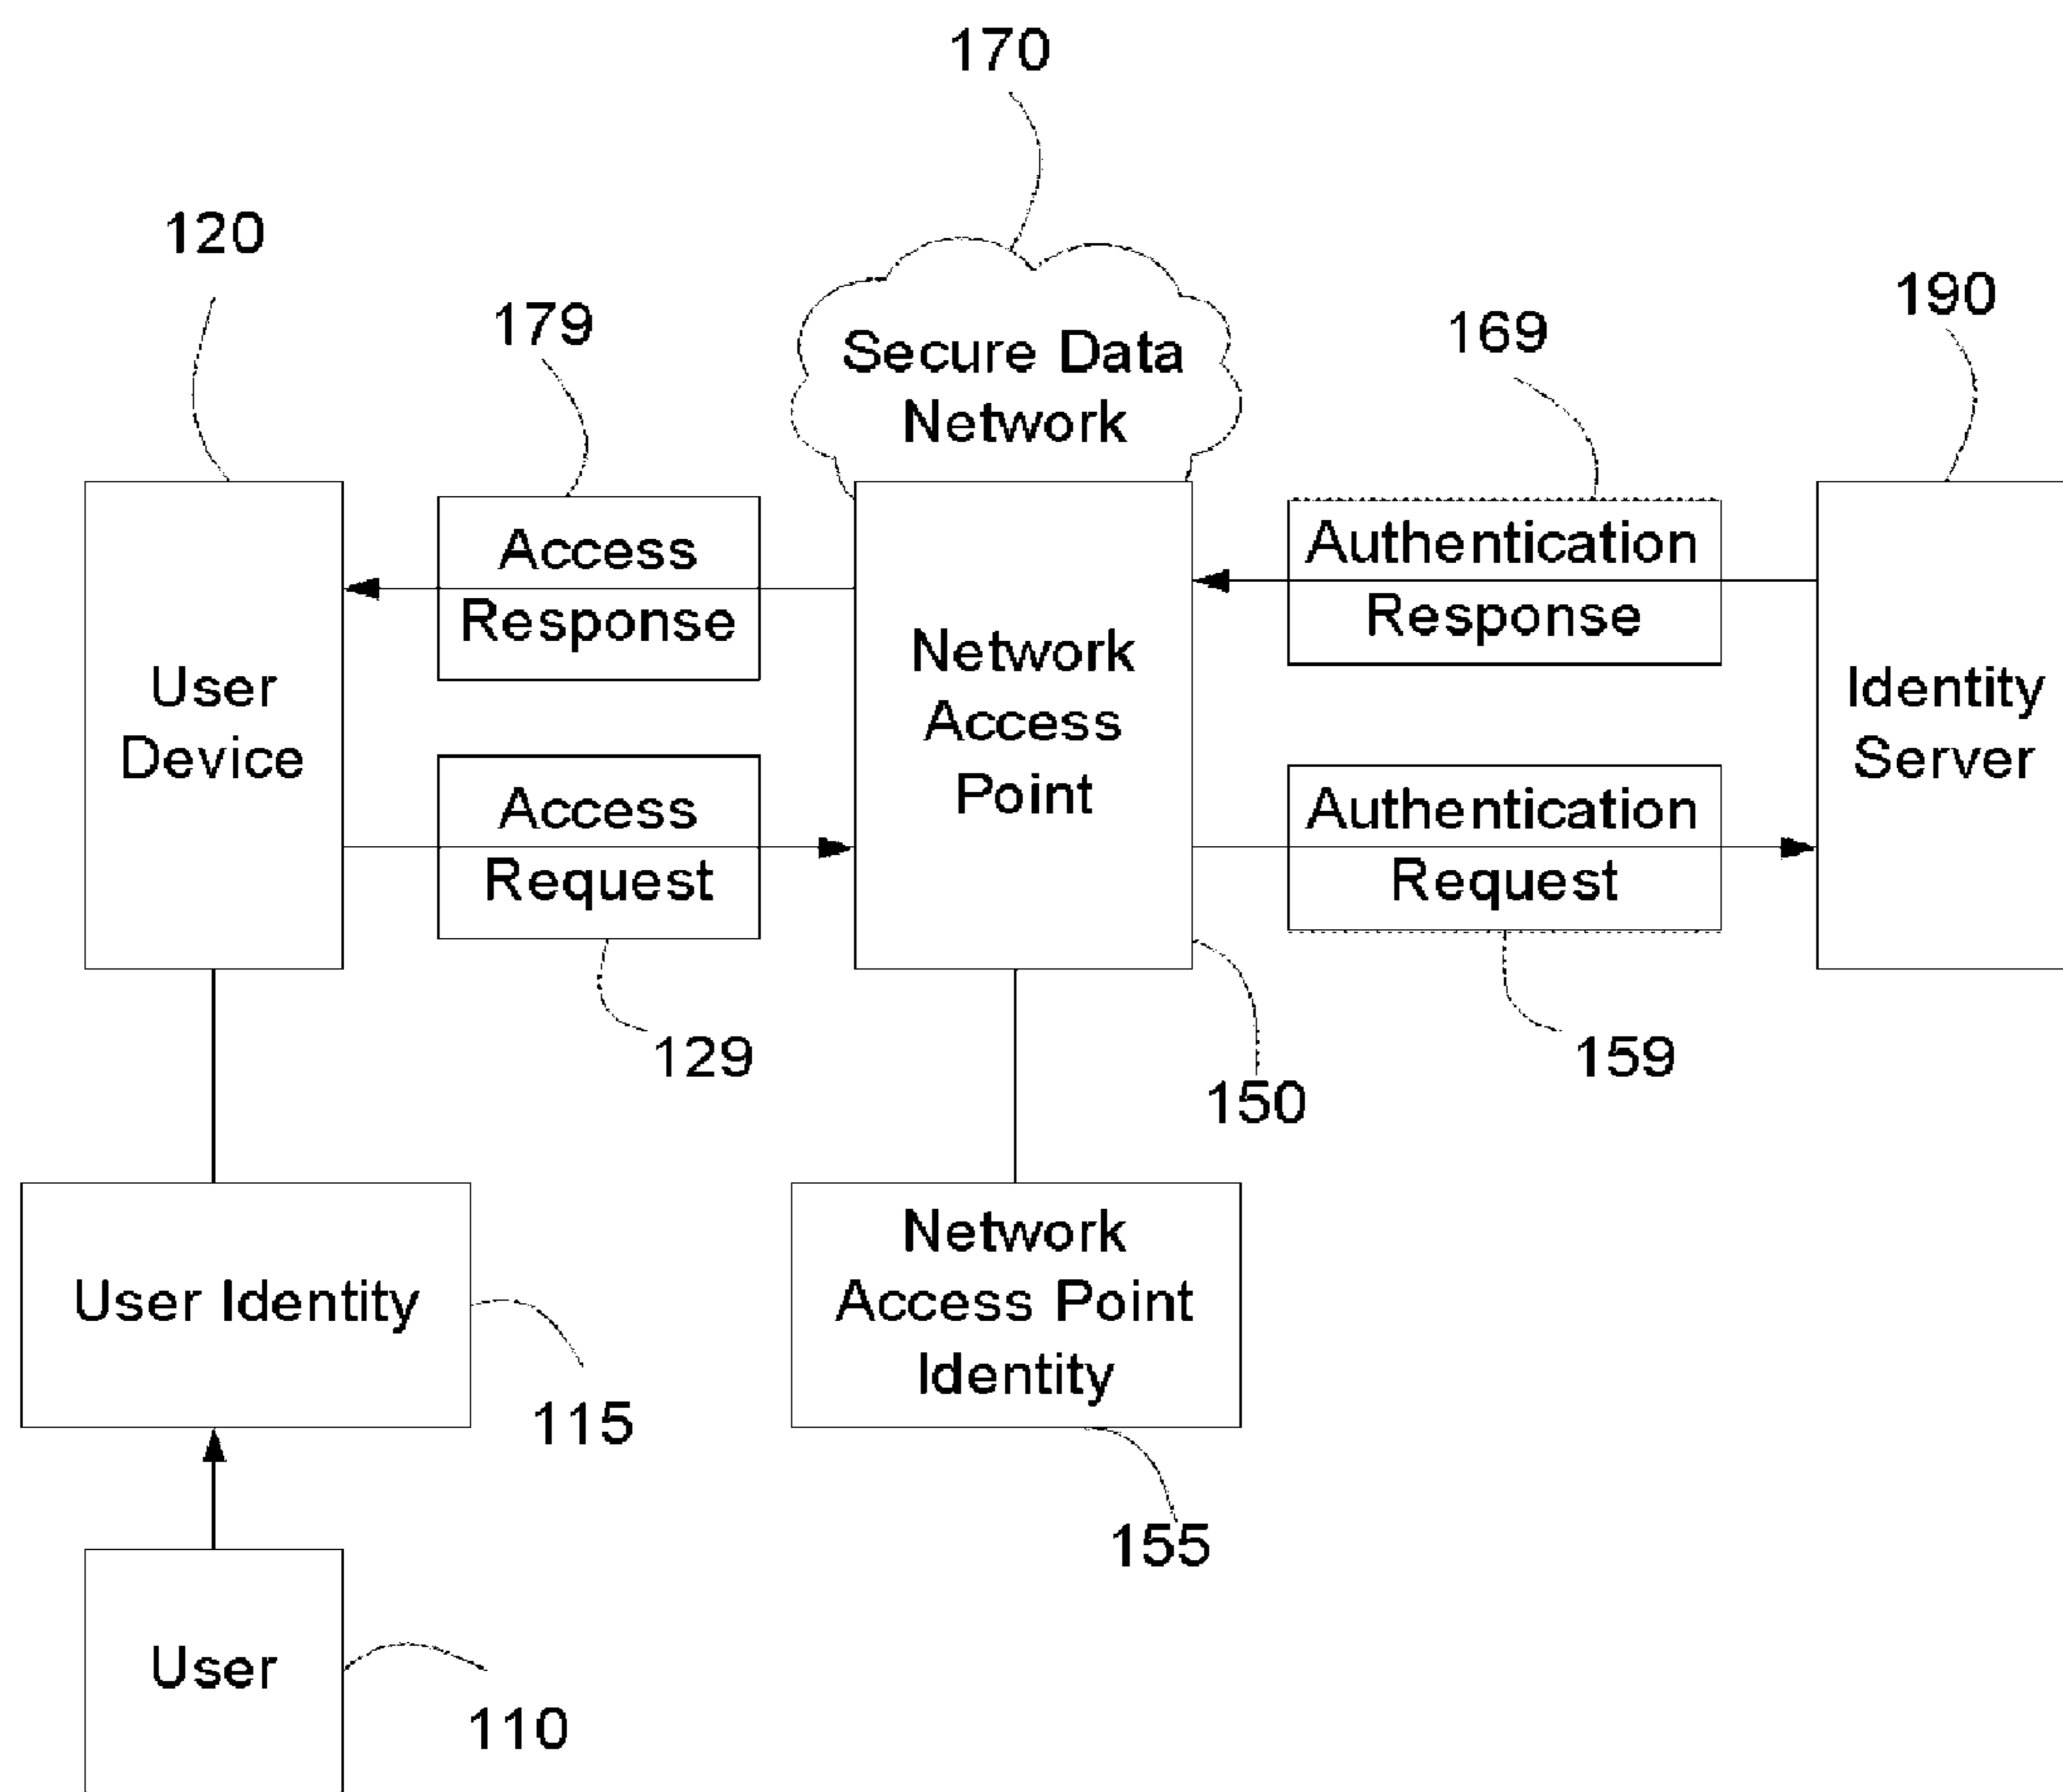 170
120
179
Secure Data
Network
169
190
Access
Response
Authentication
Response
User
Device
Network
Access
Point
Identity
Server
Access
Request
Authentication
Request
129
150
159
User Identity
Network
Access Point
Identity
115
155
User
110